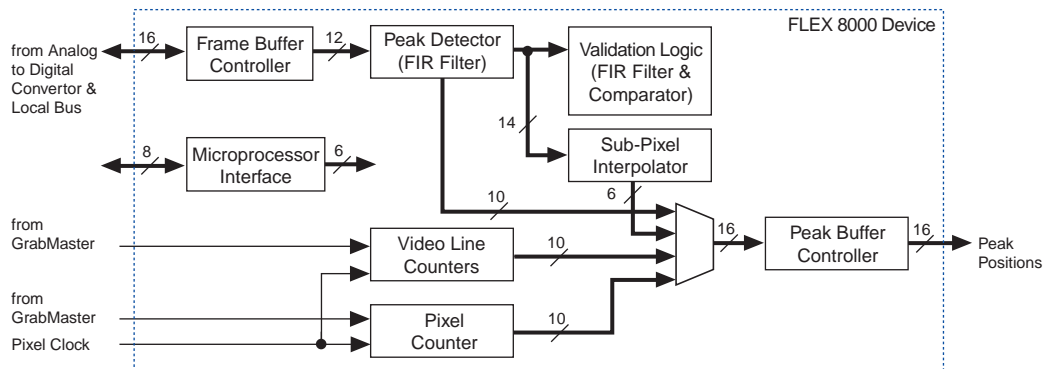 FLEX 8000 Device
from Analog
to Digital
Convertor &
Local Bus
16
Frame Buffer
Controller
12
Peak Detector
(FIR Filter)
Validation Logic
(FIR Filter &
Comparator)
14
8
Microprocessor
Interface
6
Sub-Pixel
Interpolator
6
10
from
GrabMaster
Video Line
Counters
10
16
Peak Buffer
Controller
16
Peak
Positions
from
GrabMaster
Pixel Clock
Pixel
Counter
10